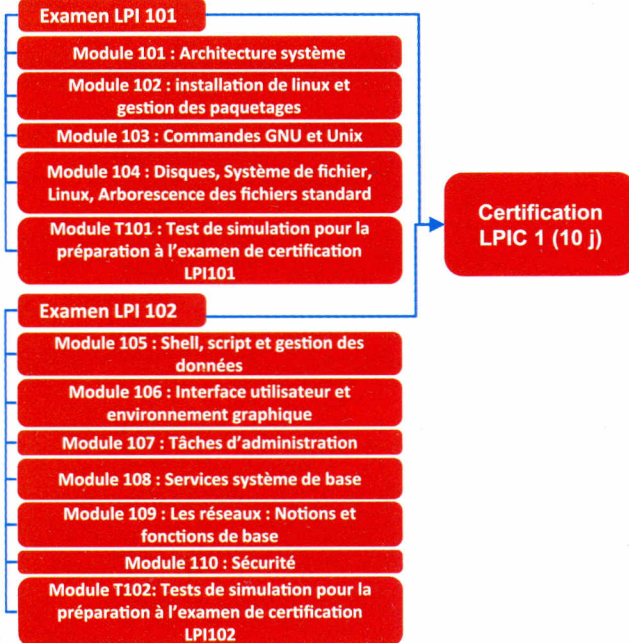 Examen LPI 101
Module 101 : Architecture système
Module 102 : installation de linux et
gestion des paquetages
Module 103 : Commandes GNU et Unix
Module 104 : Disques, Système de fichier,
Linux, Arborescence des fichiers standard
Module T101 : Test de simulation pour la
préparation à l'examen de certification
LPI101
Certification
LPIC 1 (10 j)
Examen LPI 102
Module 105 : Shell, script et gestion des
données
Module 106 : Interface utilisateur et
environnement graphique
Module 107 : Tâches d'administration
Module 108 : Services système de base
Module 109 : Les réseaux : Notions et
fonctions de base
Module 110 : Sécurité
Module T102: Tests de simulation pour la
préparation à l'examen de certification
LPI102